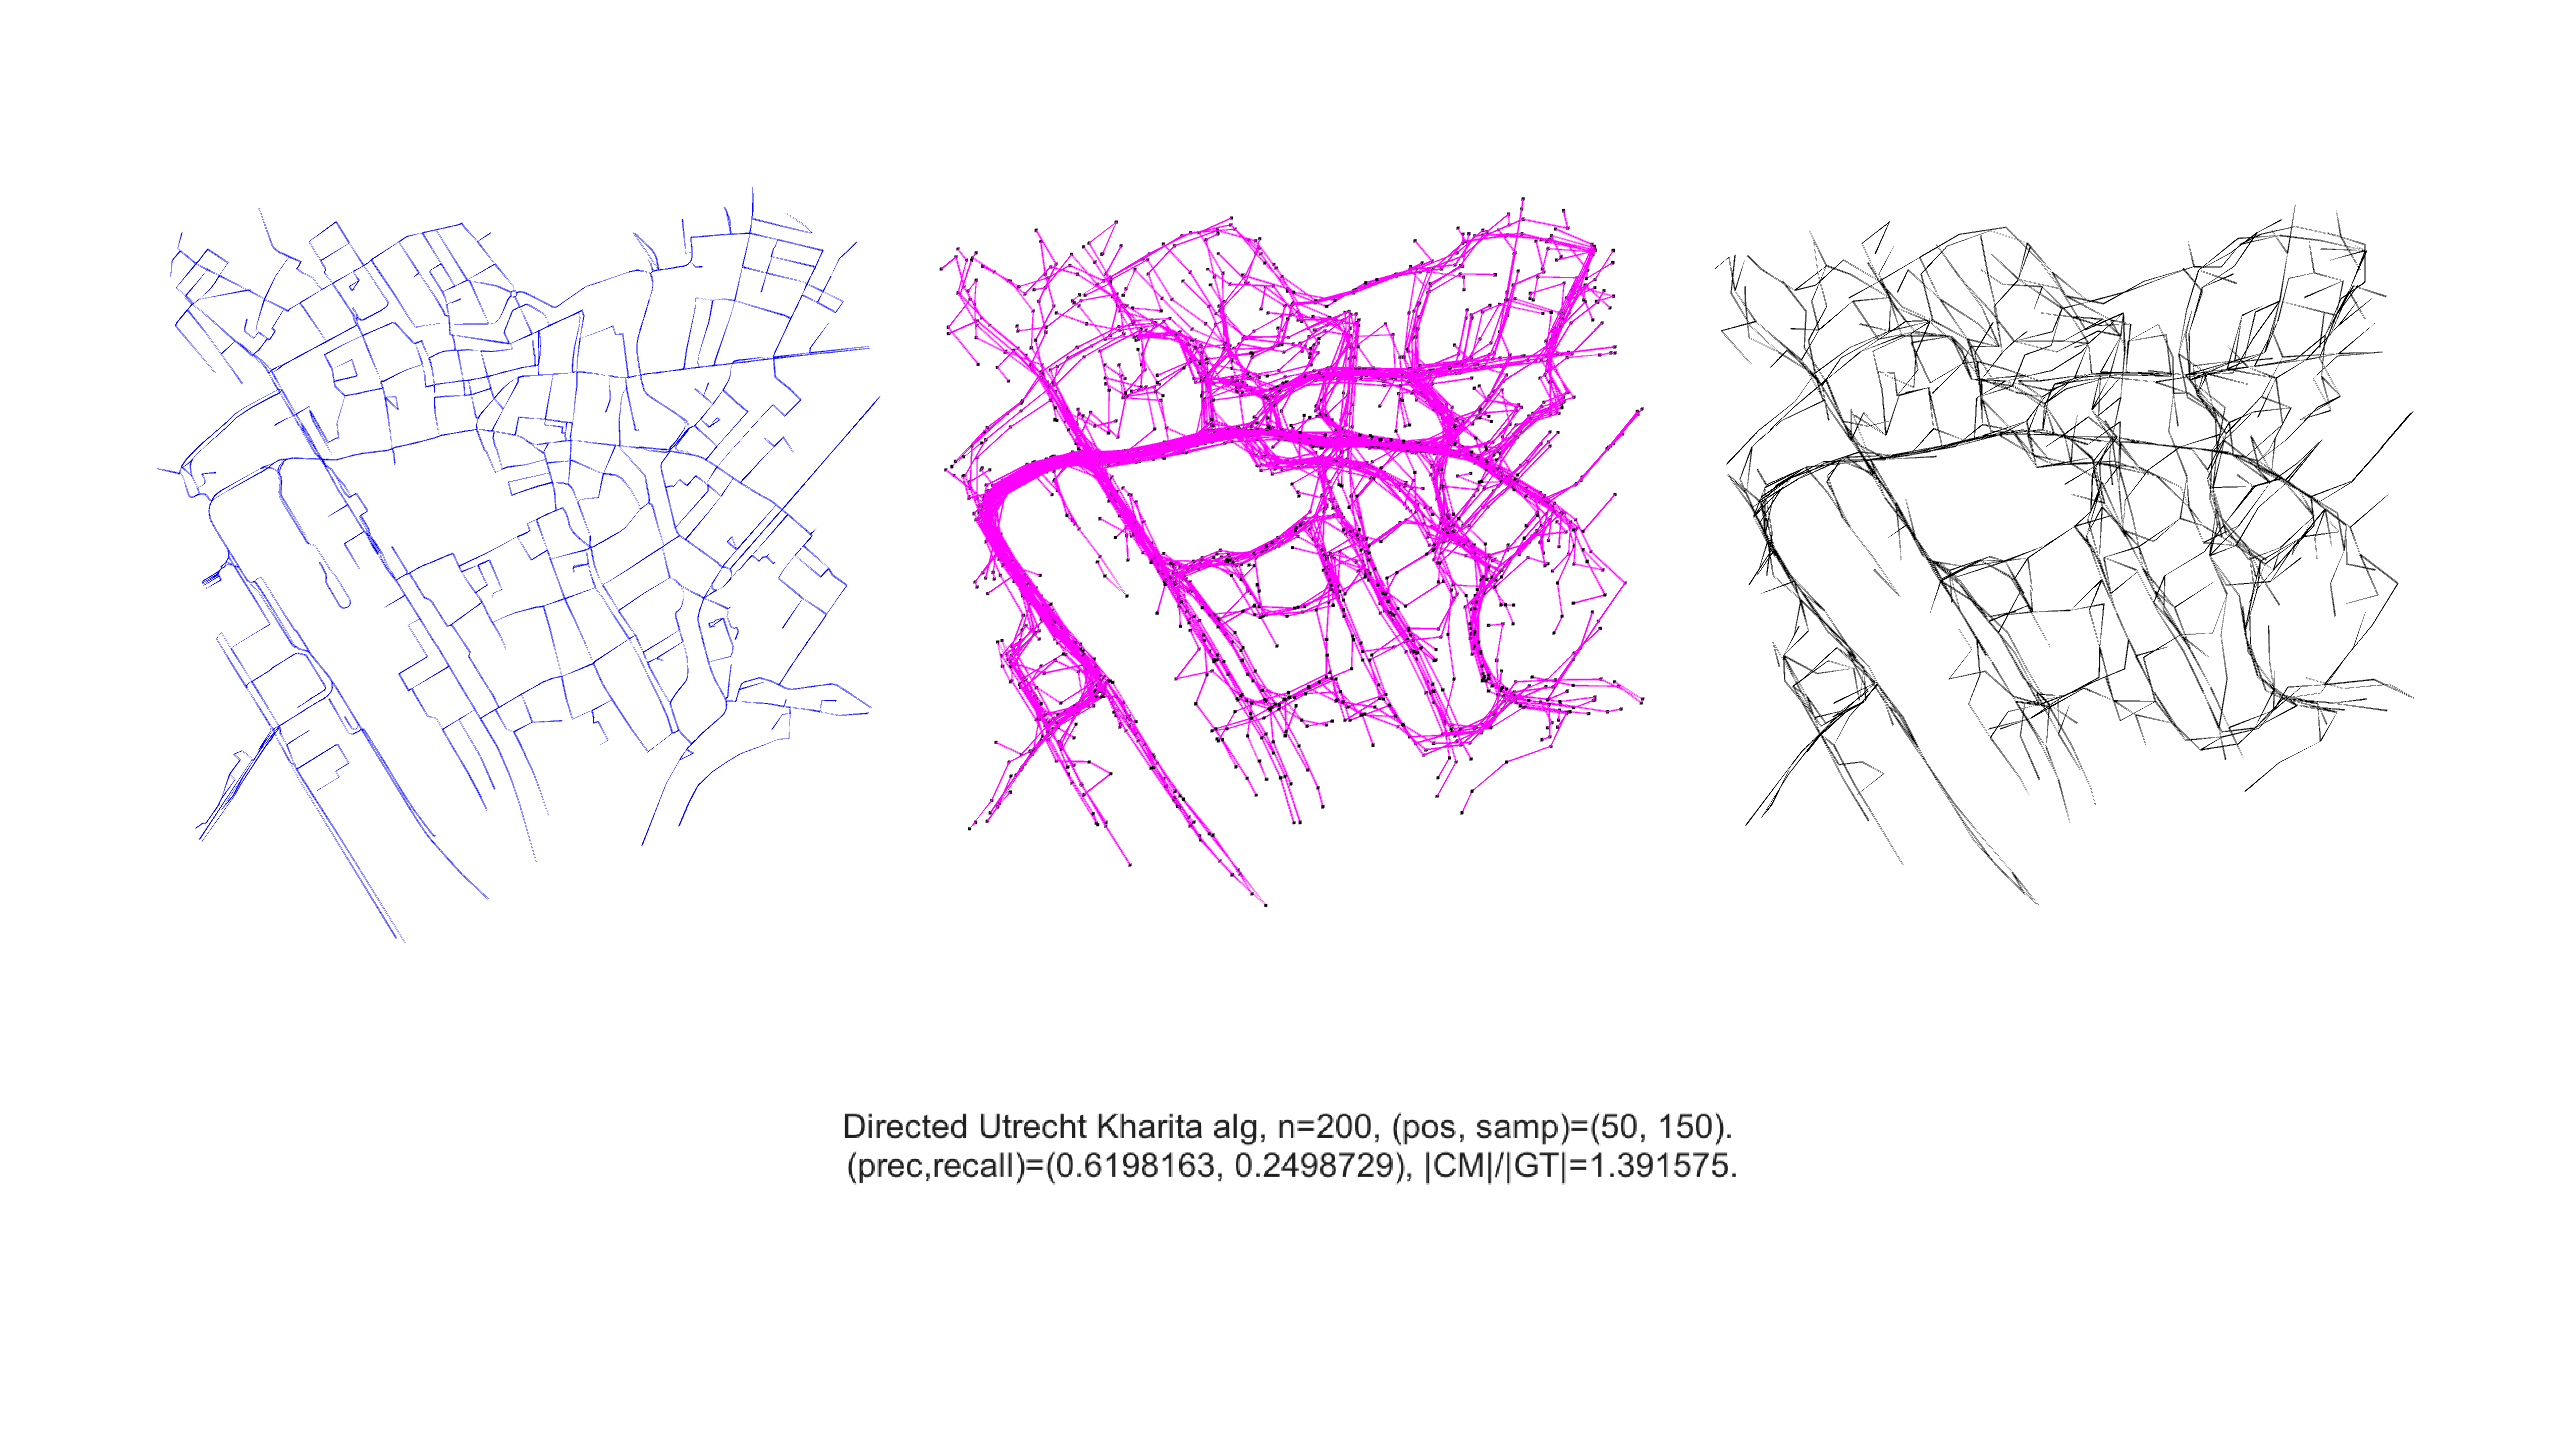 Directed Utrecht Kharita alg, n=200, (pos, samp)=(50, 150).
(prec,recall)=(0.6198163, 0.2498729), |CM|/|GT|=1.391575.